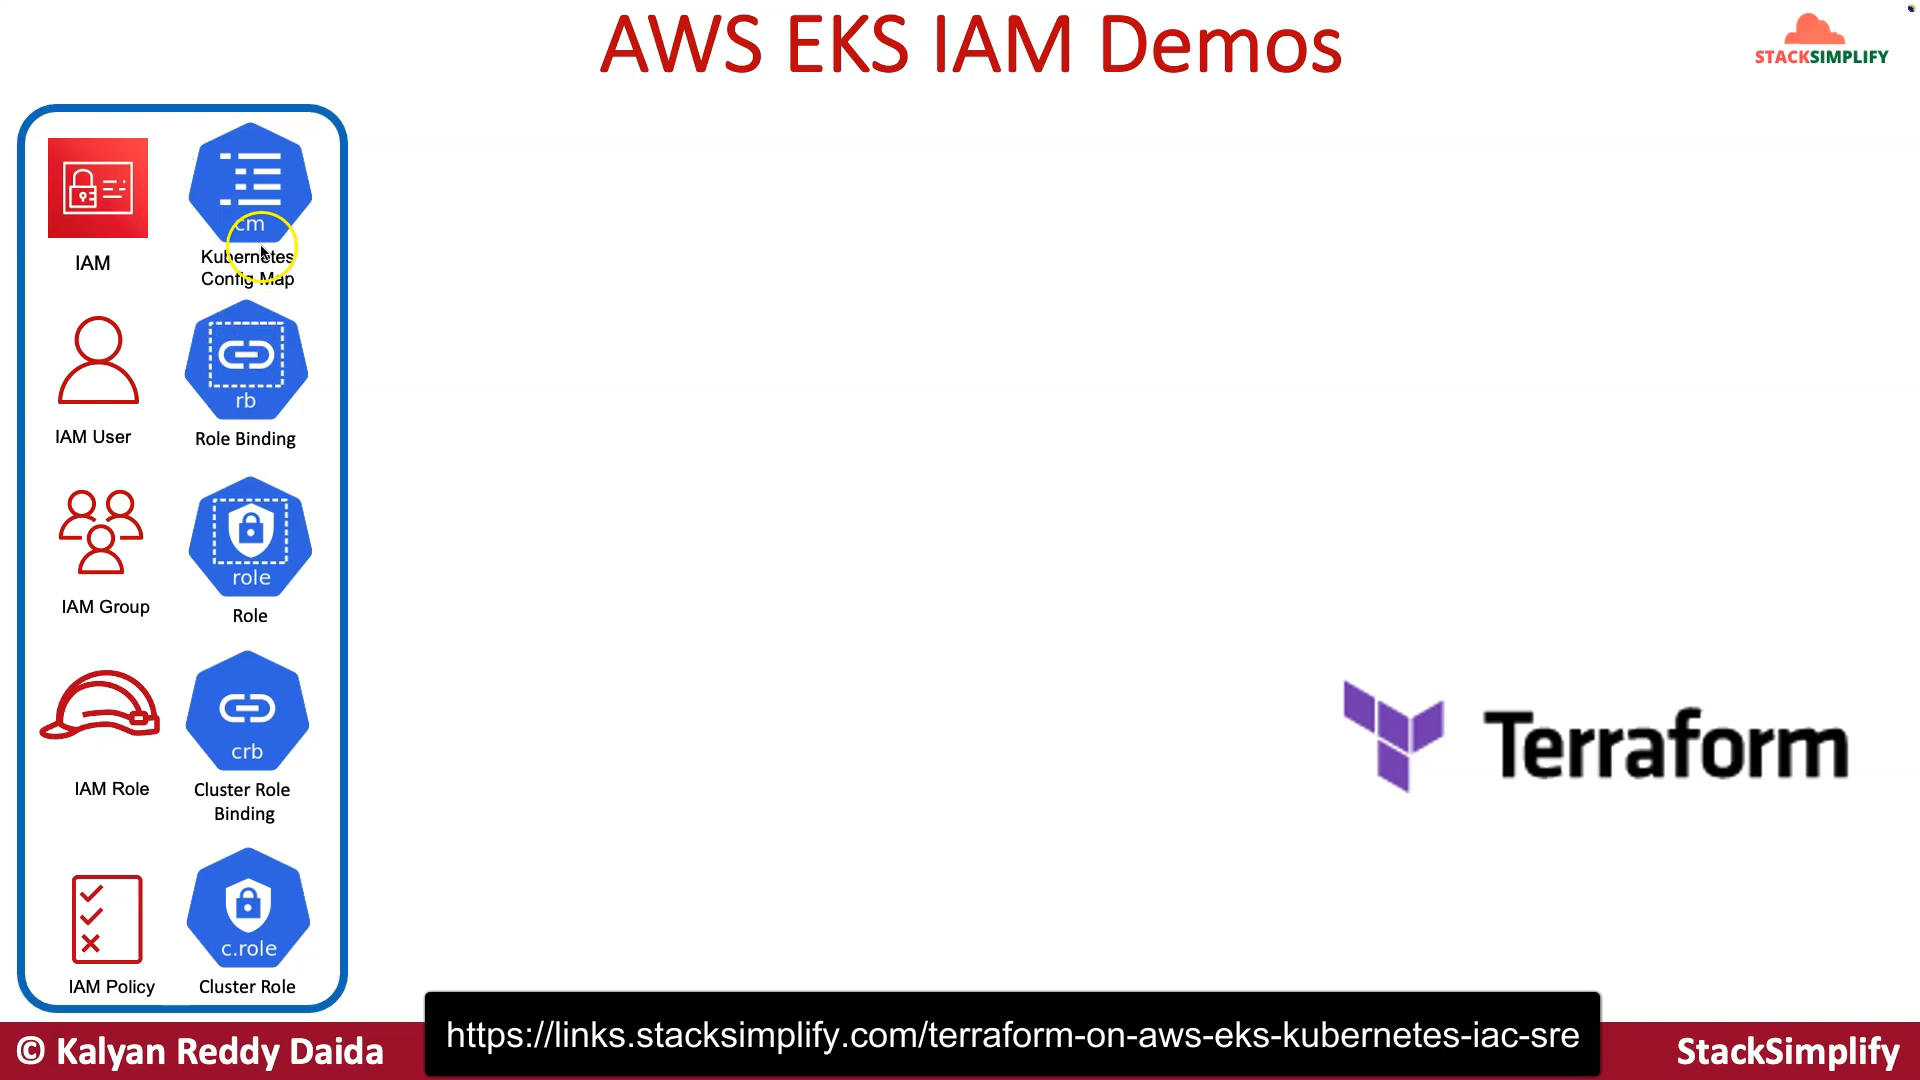 AWS EKS IAM Demos
STACKSIMPLIFY
cm
IAM
Kubernetes
Config Map
rb
IAM User
Role Binding
role
IAM Group
Role
crb
IAM Role
Cluster Role
Binding
Terraform
c.role
IAM Policy
Cluster Role
© Kalyan Reddy Daida
https://links.stacksimplify.com/terraform-on-aws-eks-kubernetes-iac-sre
StackSimplify